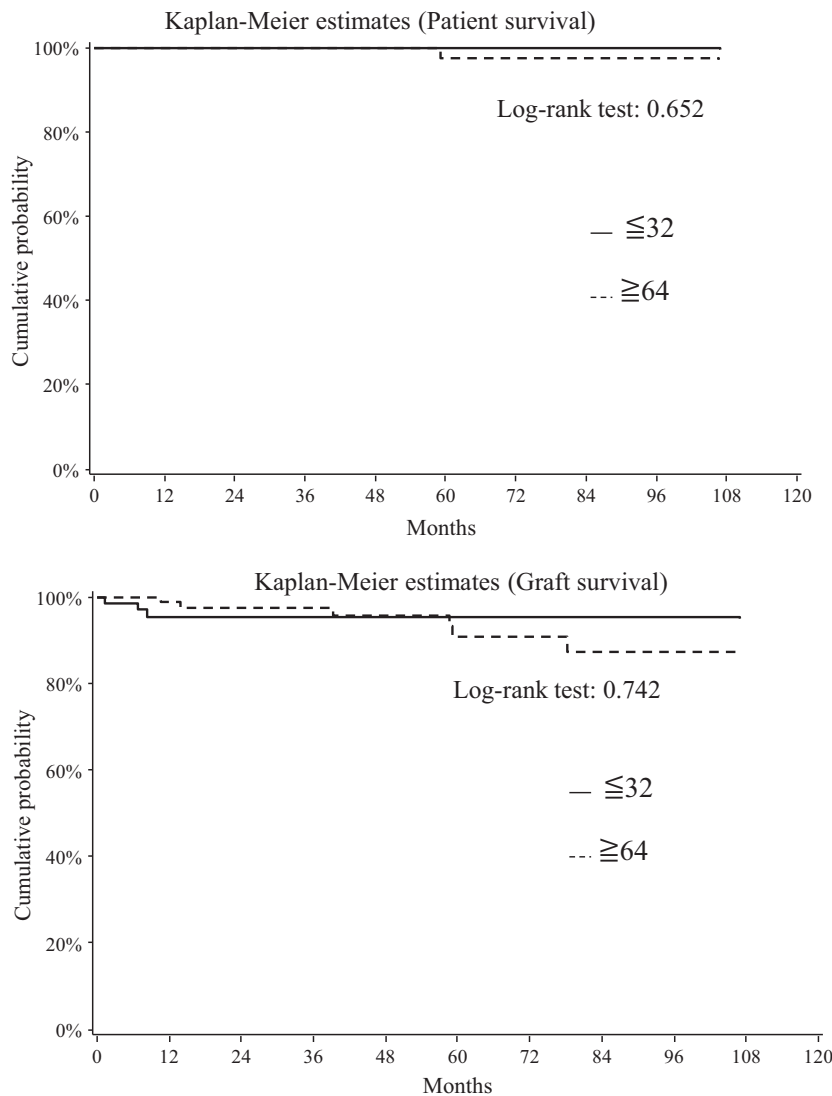 Kaplan-Meier estimates (Patient survival)
100%
80%
60%
40%
20%
0%
Cumulative probability
Log-rank test: 0.652
≦32
≧64
0 12 24 36 48 60 72 84 96 108 120
Months
Kaplan-Meier estimates (Graft survival)
100%
80%
60%
40%
20%
0%
Cumulative probability
Log-rank test: 0.742
≦32
≧64
0 12 24 36 48 60 72 84 96 108 120
Months